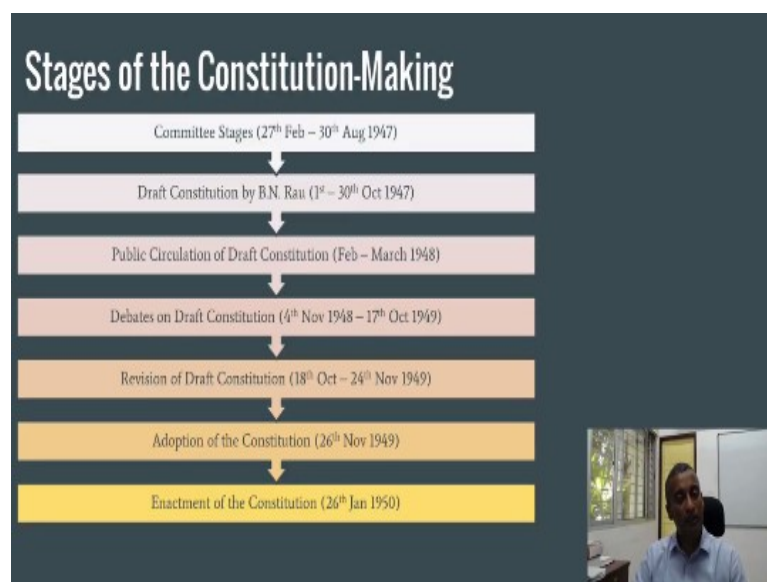 Stages of the Constitution-Making
Committee Stages (27th Feb – 30th Aug 1947)
Draft Constitution by B.N. Rau (1st – 30th Oct 1947)
Public Circulation of Draft Constitution (Feb – March 1948)
Debates on Draft Constitution (4th Nov 1948 – 17th Oct 1949)
Revision of Draft Constitution (18th Oct – 24th Nov 1949)
Adoption of the Constitution (26th Nov 1949)
Enactment of the Constitution (26th Jan 1950)